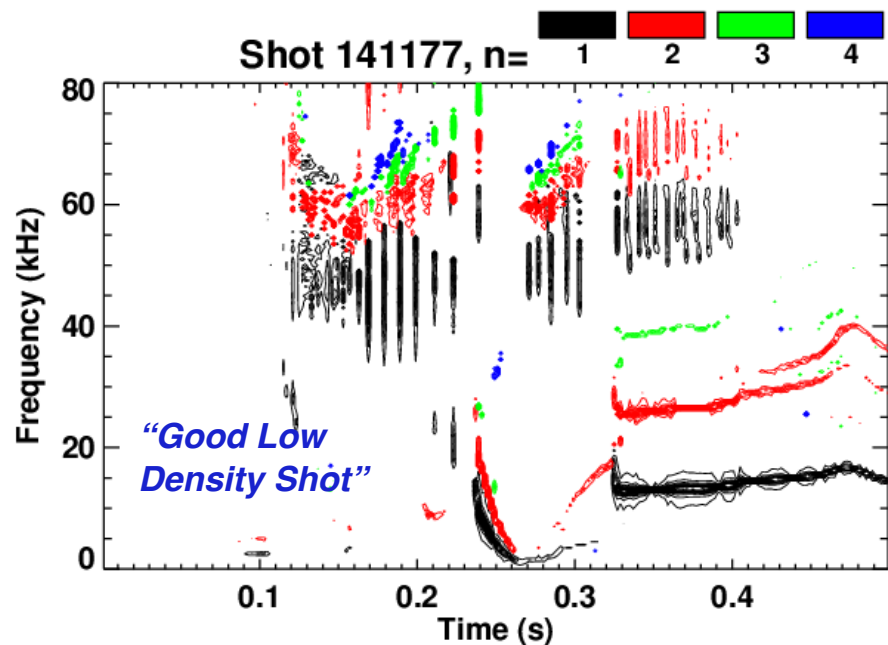 Shot 141177, n=
1 2 3 4
80
60
40
20
0
Frequency (kHz)
“Good Low
Density Shot”
0.1 0.2 0.3 0.4
Time (s)